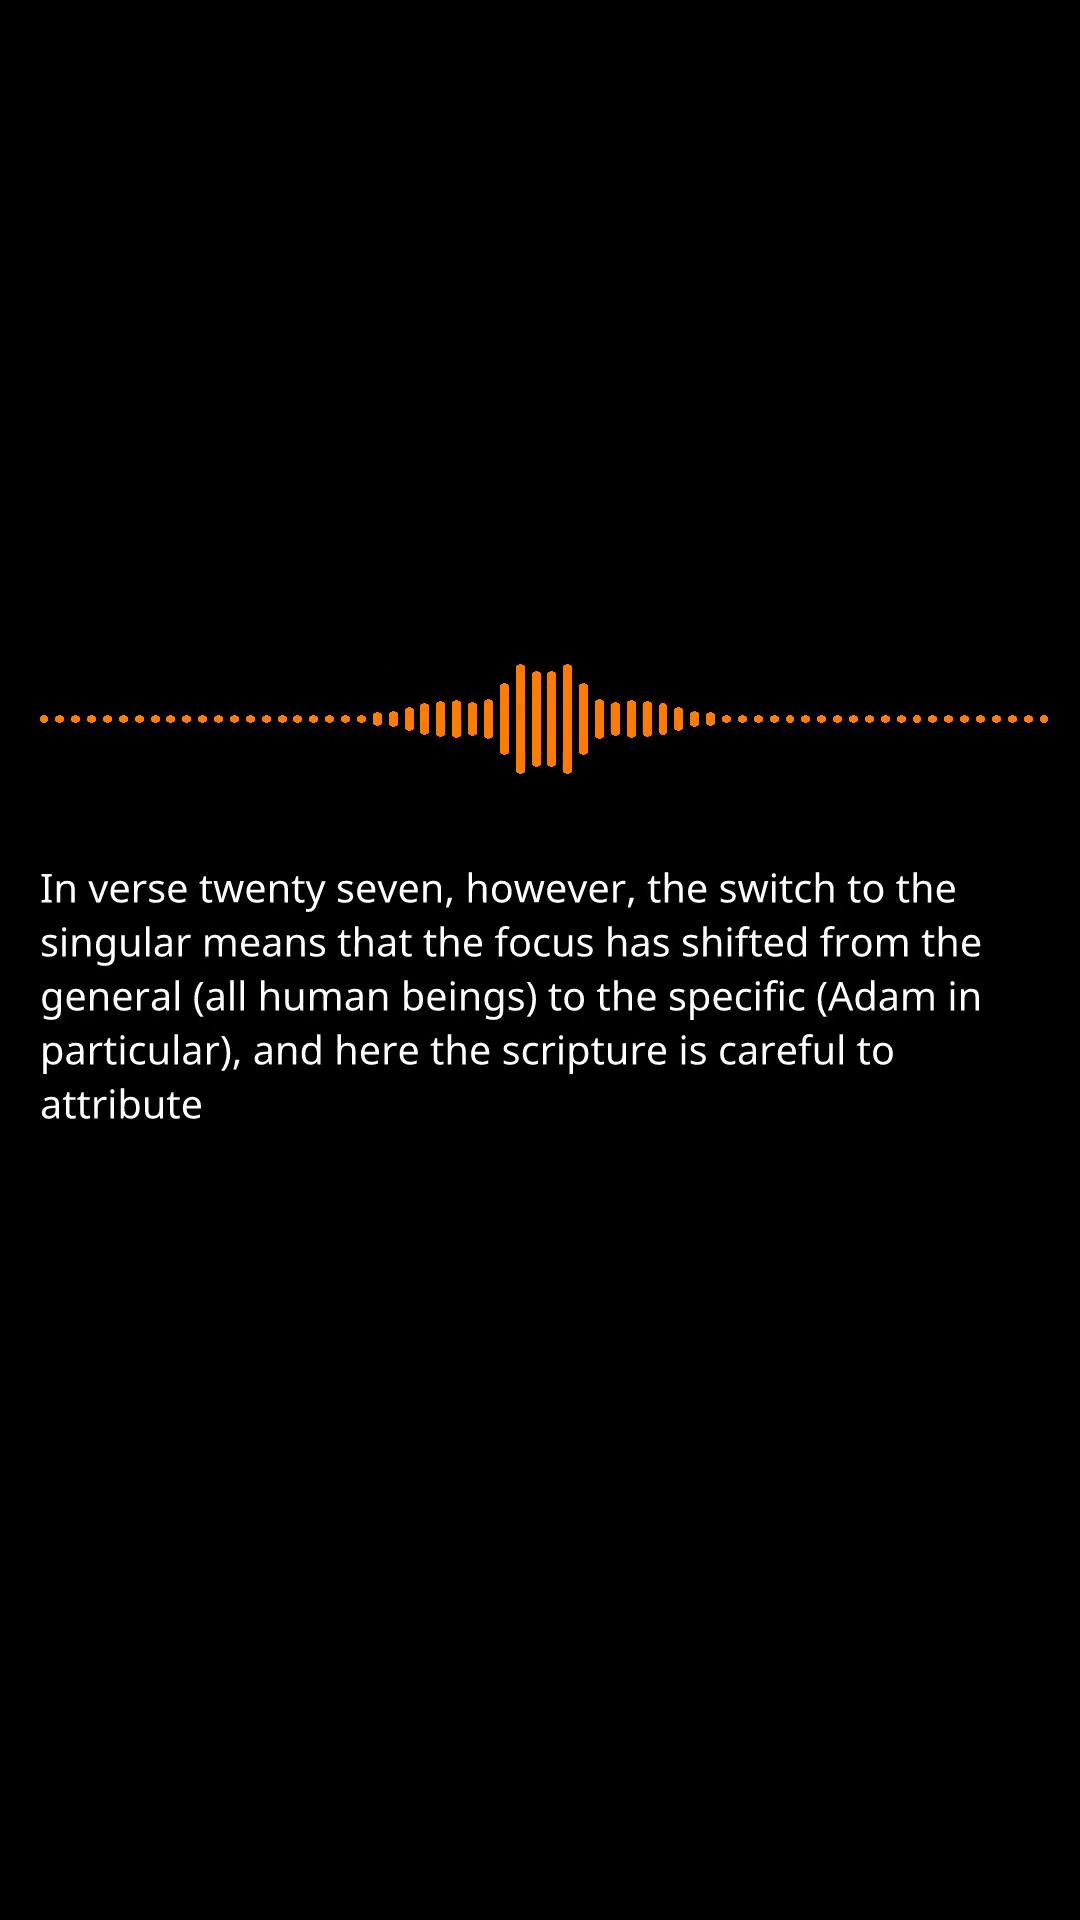 In verse twenty seven, however, the switch to the
singular means that the focus has shifted from the
general (all human beings) to the specific (Adam in
particular), and here the scripture is careful to
attribute